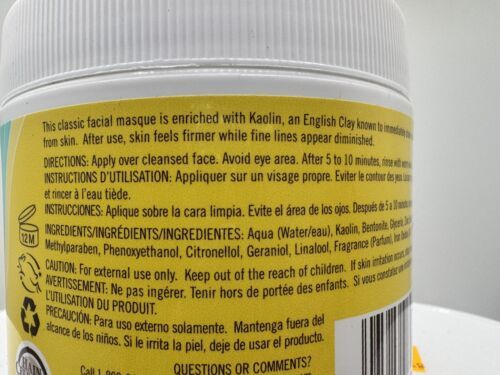 This classic facial masque is enriched with Kaolin, an English Clay known to immediately
from skin. After use, skin feels firmer while fine lines appear diminished.
DIRECTIONS: Apply over cleansed face. Avoid eye area. After 5 to 10 minutes, rinse with warm
INSTRUCTIONS D'UTILISATION: Appliquer sur un visage propre. Eviter le contour des yeux.
et rincer à l'eau tiède.
INSTRUCCIONES: Aplique sobre la cara limpia. Evite el área de los ojos. Después de 5 a 10
INGREDIENTS/INGRÉDIENTS/INGREDIENTES: Aqua (Water/eau), Kaolin, Bentonite, Glycerin,
Methylparaben, Phenoxyethanol, Citronellol, Geraniol, Linalool, Fragrance (Parfum), Iron
12M
CAUTION: For external use only. Keep out of the reach of children. If skin irritation occurs,
AVERTISSEMENT: Ne pas ingérer. Tenir hors de portée des enfants. Si vous constatez une
L'UTILISATION DU PRODUIT.
PRECAUCIÓN: Para uso externo solamente. Mantenga fuera del
alcance de los niños. Si le irrita la piel, deje de usar el producto.
QUESTIONS OR COMMENTS?
Call 1-800-